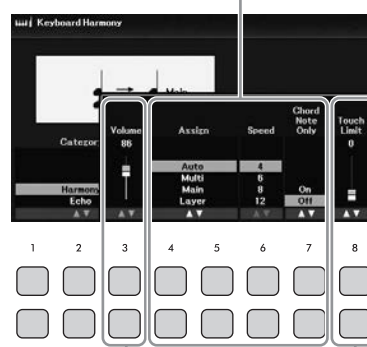 Keyboard Harmony
Main
Category
Volume
86
Assign
Speed
Chord
Note
Only
Touch
Limit
0
Auto
Multi
Main
Layer
4
6
8
12
On
Off
Harmony
Echo
1 2 3 4 5 6 7 8